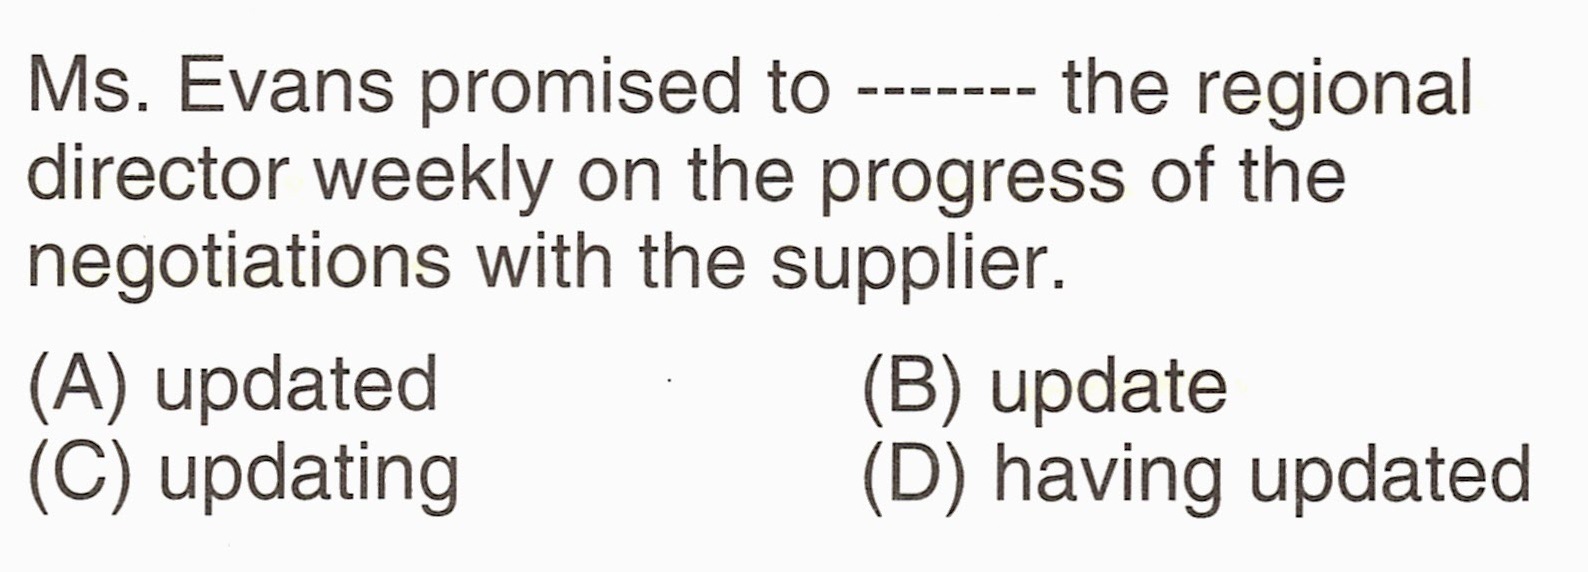 Ms. Evans promised to ------- the regional
director weekly on the progress of the
negotiations with the supplier.
(A) updated (B) update
(C) updating (D) having updated